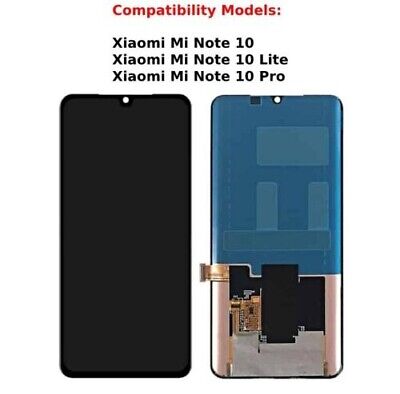 Compatibility Models:
Xiaomi Mi Note 10
Xiaomi Mi Note 10 Lite
Xiaomi Mi Note 10 Pro